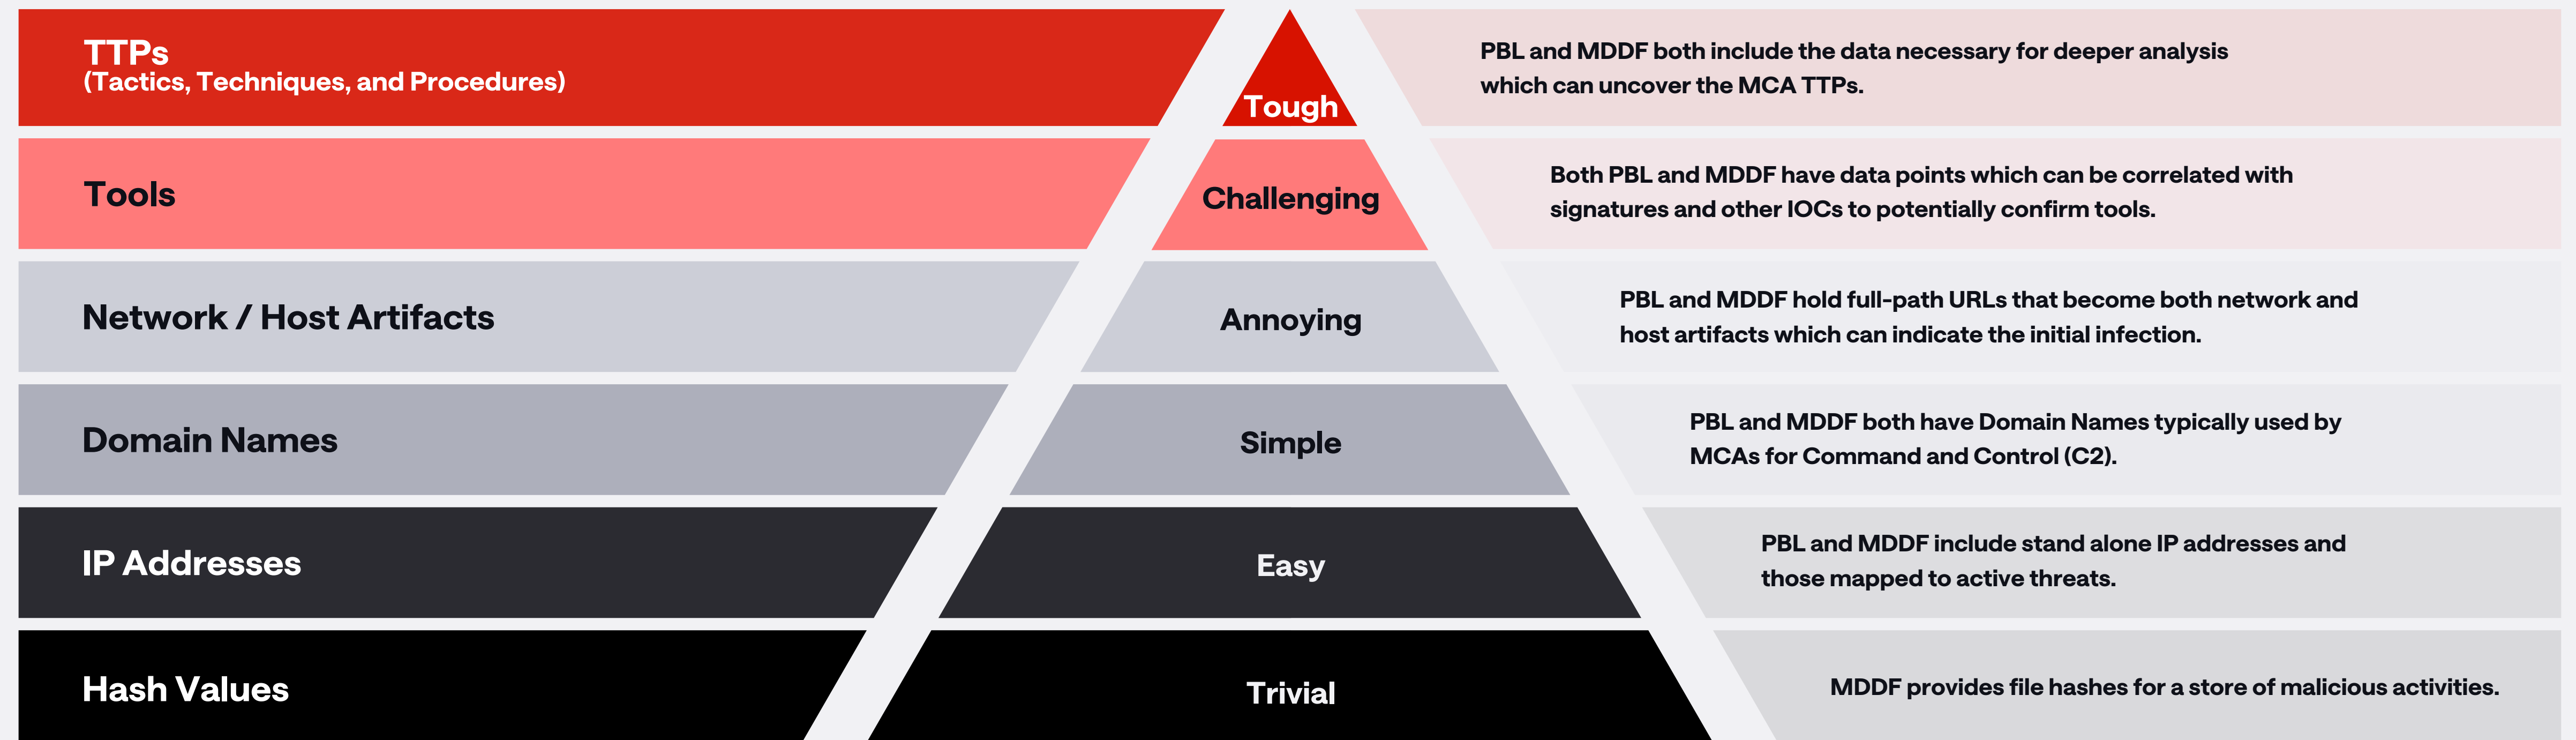 TTPs
(Tactics, Techniques, and Procedures)
Tough
PBL and MDDF both include the data necessary for deeper analysis
which can uncover the MCA TTPs.
Tools
Challenging
Both PBL and MDDF have data points which can be correlated with
signatures and other IOCs to potentially confirm tools.
Network / Host Artifacts
Annoying
PBL and MDDF hold full-path URLs that become both network and
host artifacts which can indicate the initial infection.
Domain Names
Simple
PBL and MDDF both have Domain Names typically used by
MCAs for Command and Control (C2).
IP Addresses
Easy
PBL and MDDF include stand alone IP addresses and
those mapped to active threats.
Hash Values
Trivial
MDDF provides file hashes for a store of malicious activities.